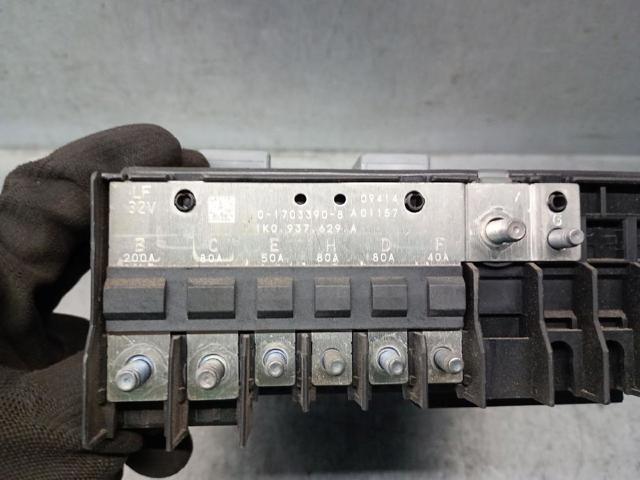 LF
32V
09414
0-1703390-8 A01157
1K0.937.629.A
B C E H D F
200A 80A 50A 80A 80A 40A
G